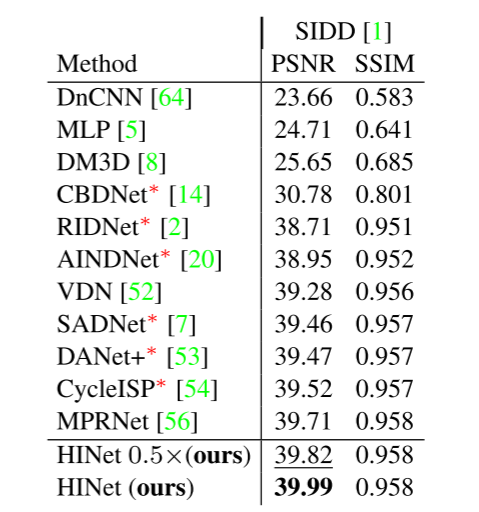 SIDD [1]
Method PSNR SSIM
DnCNN [64] 23.66 0.583
MLP [5] 24.71 0.641
DM3D [8] 25.65 0.685
CBDNet* [14] 30.78 0.801
RIDNet* [2] 38.71 0.951
AINDNet* [20] 38.95 0.952
VDN [52] 39.28 0.956
SADNet* [7] 39.46 0.957
DANet+* [53] 39.47 0.957
CycleISP* [54] 39.52 0.957
MPRNet [56] 39.71 0.958
HINet 0.5×(ours) 39.82 0.958
HINet (ours) 39.99 0.958